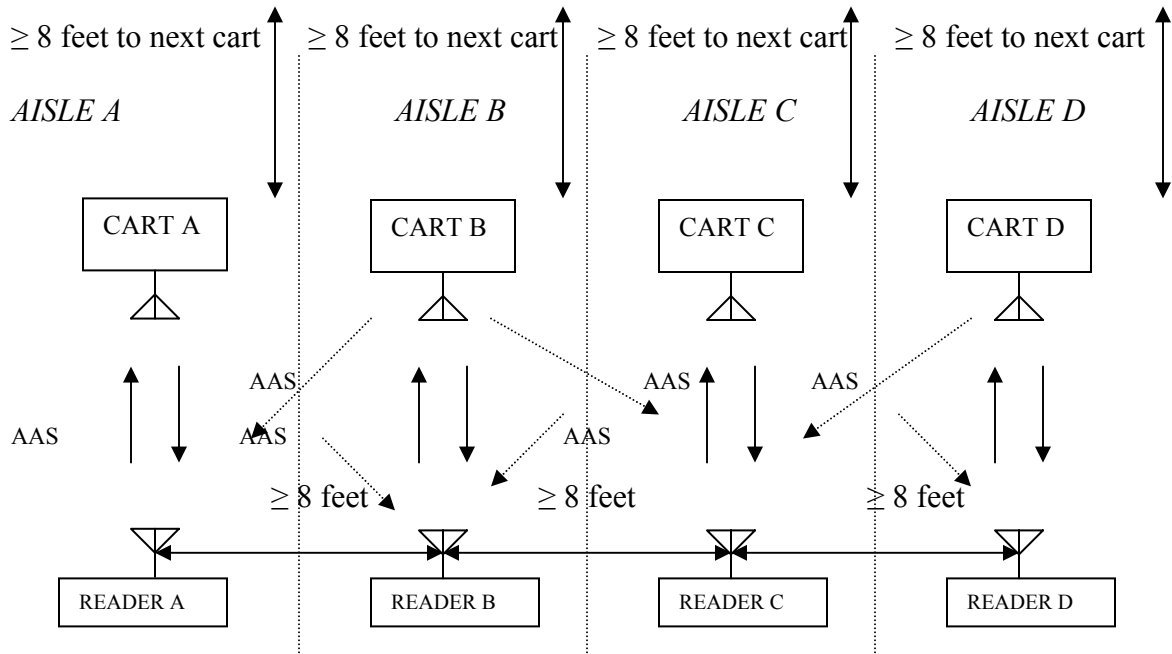 ≥ 8 feet to next cart ≥ 8 feet to next cart ≥ 8 feet to next cart ≥ 8 feet to next cart
AISLE A AISLE B AISLE C AISLE D
CART A CART B CART C CART D
AAS AAS AAS
AAS AAS AAS
≥ 8 feet ≥ 8 feet ≥ 8 feet
READER A READER B READER C READER D